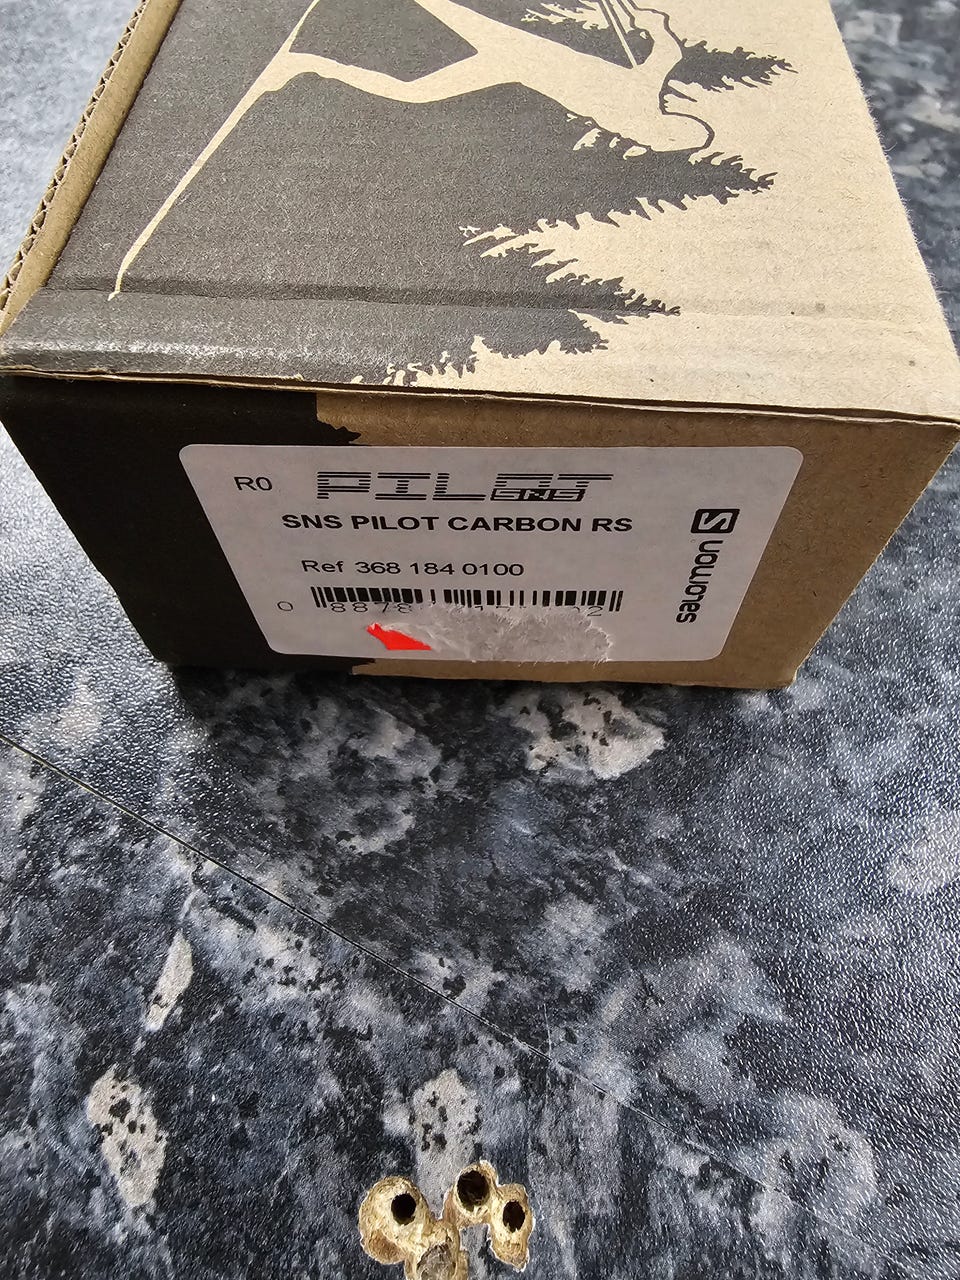 R0 PILOT SNS
SNS PILOT CARBON RS
Ref 368 184 0100
salomon